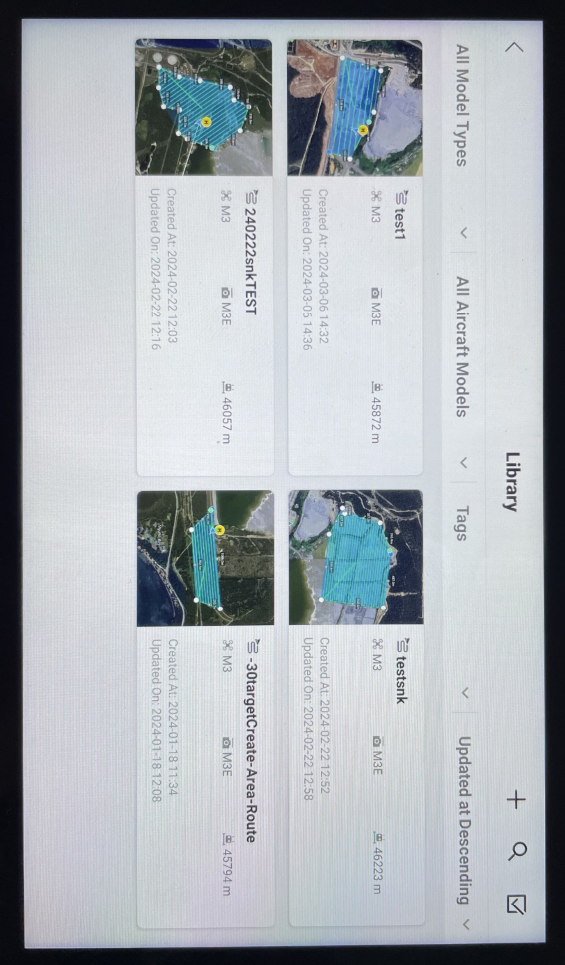 Library
All Model Types
All Aircraft Models
Tags
Updated at Descending
test1
M3
M3E
45872 m
Created At: 2024-03-06 14:32
Updated On: 2024-03-05 14:36
testsnk
M3
M3E
46223 m
Created At: 2024-02-22 12:52
Updated On: 2024-02-22 12:58
240222snkTEST
M3
M3E
46057 m
Created At: 2024-02-22 12:03
Updated On: 2024-02-22 12:16
-30targetCreate-Area-Route
M3
M3E
45794 m
Created At: 2024-01-18 11:34
Updated On: 2024-01-18 12:08